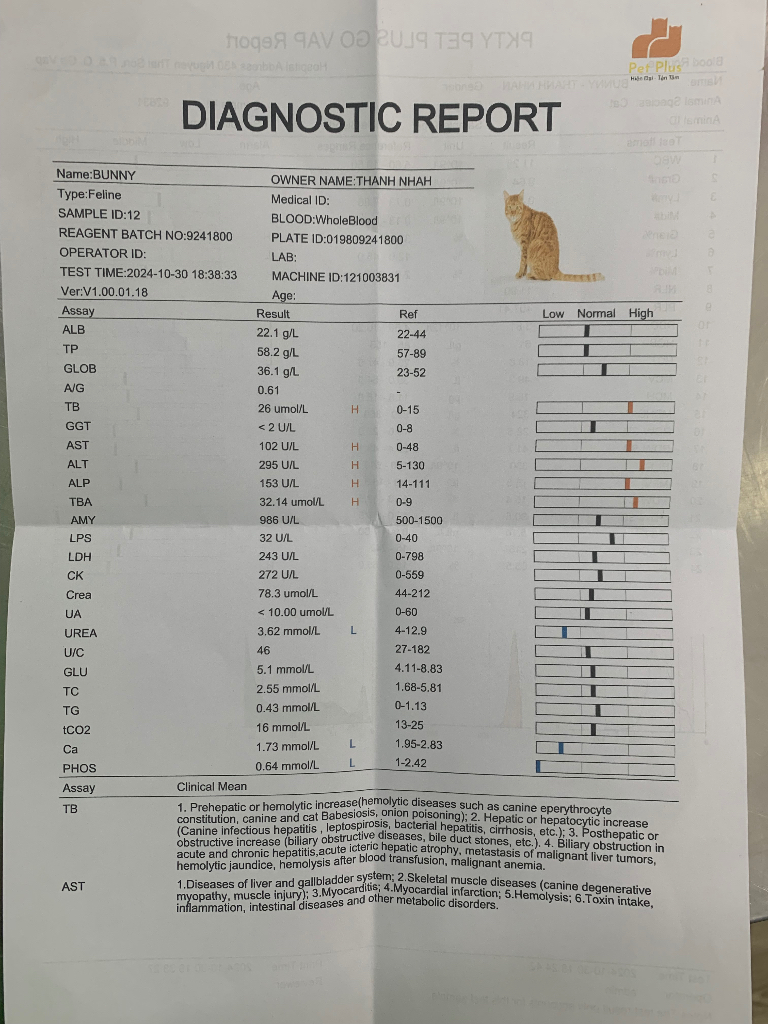 Pet Plus
Hiện Đại - Tận Tâm
DIAGNOSTIC REPORT
Name:BUNNY OWNER NAME:THANH NHAH
Type:Feline Medical ID:
SAMPLE ID:12 BLOOD:WholeBlood
REAGENT BATCH NO:9241800 PLATE ID:019809241800
OPERATOR ID: LAB:
TEST TIME:2024-10-30 18:38:33 MACHINE ID:121003831
Ver:V1.00.01.18 Age:
Assay Result Ref Low Normal High
ALB 22.1 g/L 22-44
TP 58.2 g/L 57-89
GLOB 36.1 g/L 23-52
A/G 0.61 -
TB 26 umol/L H 0-15
GGT < 2 U/L 0-8
AST 102 U/L H 0-48
ALT 295 U/L H 5-130
ALP 153 U/L H 14-111
TBA 32.14 umol/L H 0-9
AMY 986 U/L 500-1500
LPS 32 U/L 0-40
LDH 243 U/L 0-798
CK 272 U/L 0-559
Crea 78.3 umol/L 44-212
UA < 10.00 umol/L 0-60
UREA 3.62 mmol/L L 4-12.9
U/C 46 27-182
GLU 5.1 mmol/L 4.11-8.83
TC 2.55 mmol/L 1.68-5.81
TG 0.43 mmol/L 0-1.13
tCO2 16 mmol/L 13-25
Ca 1.73 mmol/L L 1.95-2.83
PHOS 0.64 mmol/L L 1-2.42
Assay Clinical Mean
TB 1. Prehepatic or hemolytic increase(hemolytic diseases such as canine eperythrocyte
constitution, canine and cat Babesiosis, onion poisoning); 2. Hepatic or hepatocytic increase
(Canine infectious hepatitis , leptospirosis, bacterial hepatitis, cirrhosis, etc.); 3. Posthepatic or
obstructive increase (biliary obstructive diseases, bile duct stones, etc.). 4. Biliary obstruction in
acute and chronic hepatitis,acute icteric hepatic atrophy, metastasis of malignant liver tumors,
hemolytic jaundice, hemolysis after blood transfusion, malignant anemia.
AST 1.Diseases of liver and gallbladder system; 2.Skeletal muscle diseases (canine degenerative
myopathy, muscle injury); 3.Myocarditis; 4.Myocardial infarction; 5.Hemolysis; 6.Toxin intake,
inflammation, intestinal diseases and other metabolic disorders.